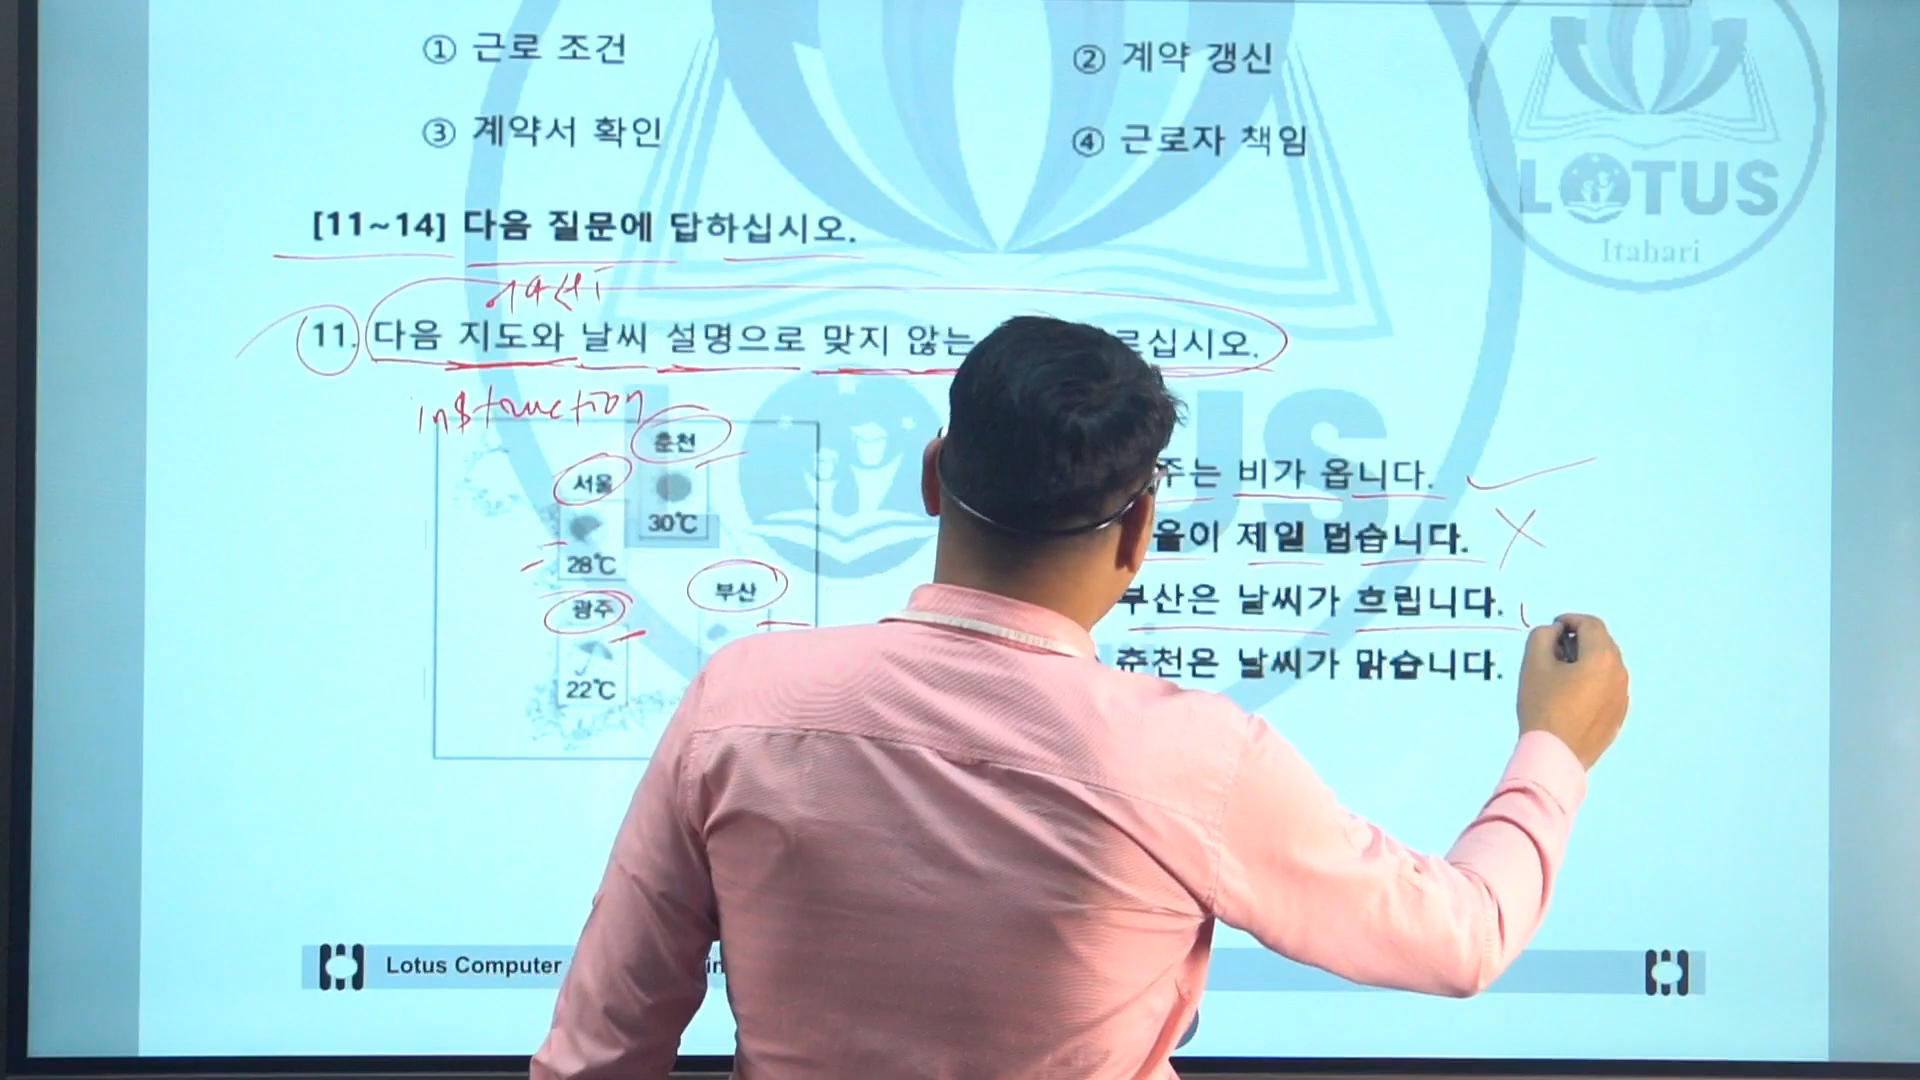 ① 근로 조건
② 계약 갱신
③ 계약서 확인
④ 근로자 책임
LOTUS
Itahari
[11~14] 다음 질문에 답하십시오.
नक्सा
11. 다음 지도와 날씨 설명으로 맞지 않는 르십시오.
instruction
춘천
서울
30℃
28℃
부산
광주
22℃
주는 비가 옵니다.
울이 제일 덥습니다.
부산은 날씨가 흐립니다.
춘천은 날씨가 맑습니다.
Lotus Computer in